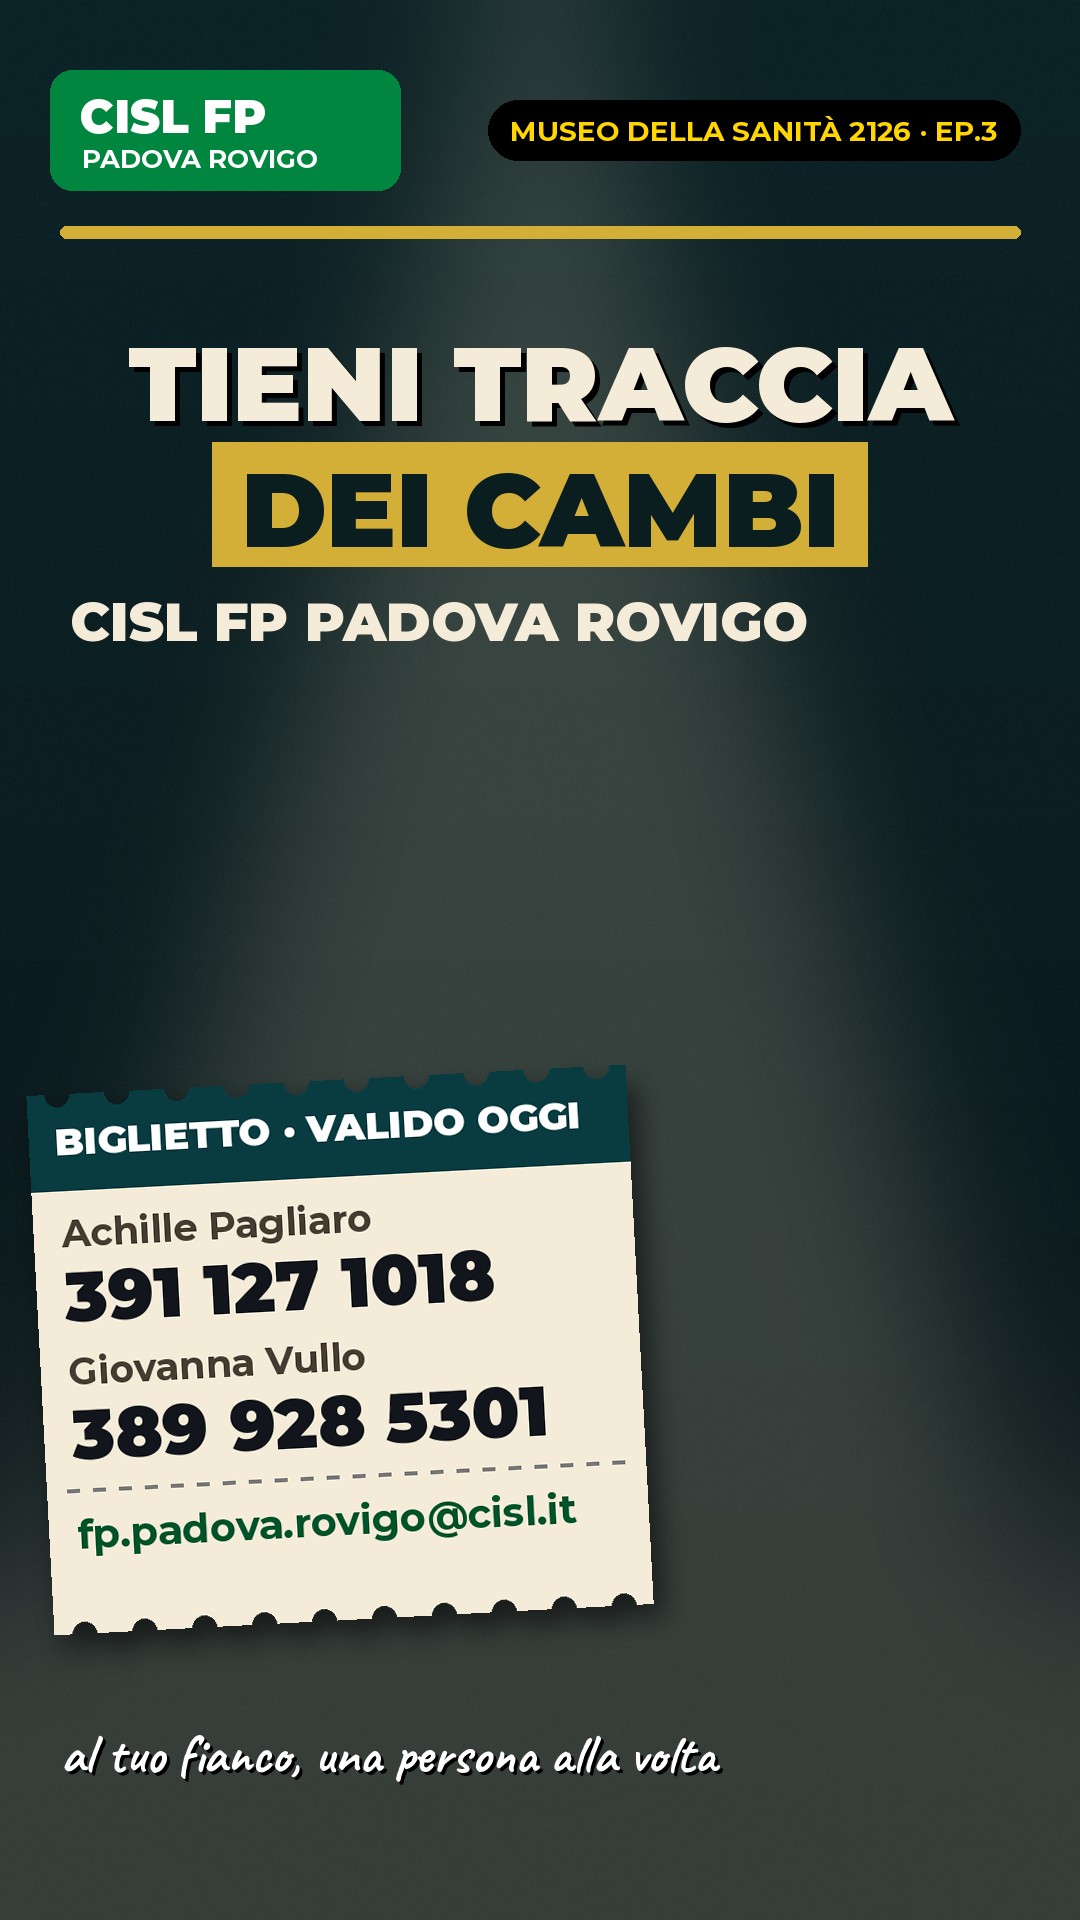 CISL FP
PADOVA ROVIGO
MUSEO DELLA SANITÀ 2126 · EP.3
TIENI TRACCIA
DEI CAMBI
CISL FP PADOVA ROVIGO
BIGLIETTO • VALIDO OGGI
Achille Pagliaro
391 127 1018
Giovanna Vullo
389 928 5301
fp.padova.rovigo@cisl.it
al tuo fianco, una persona alla volta